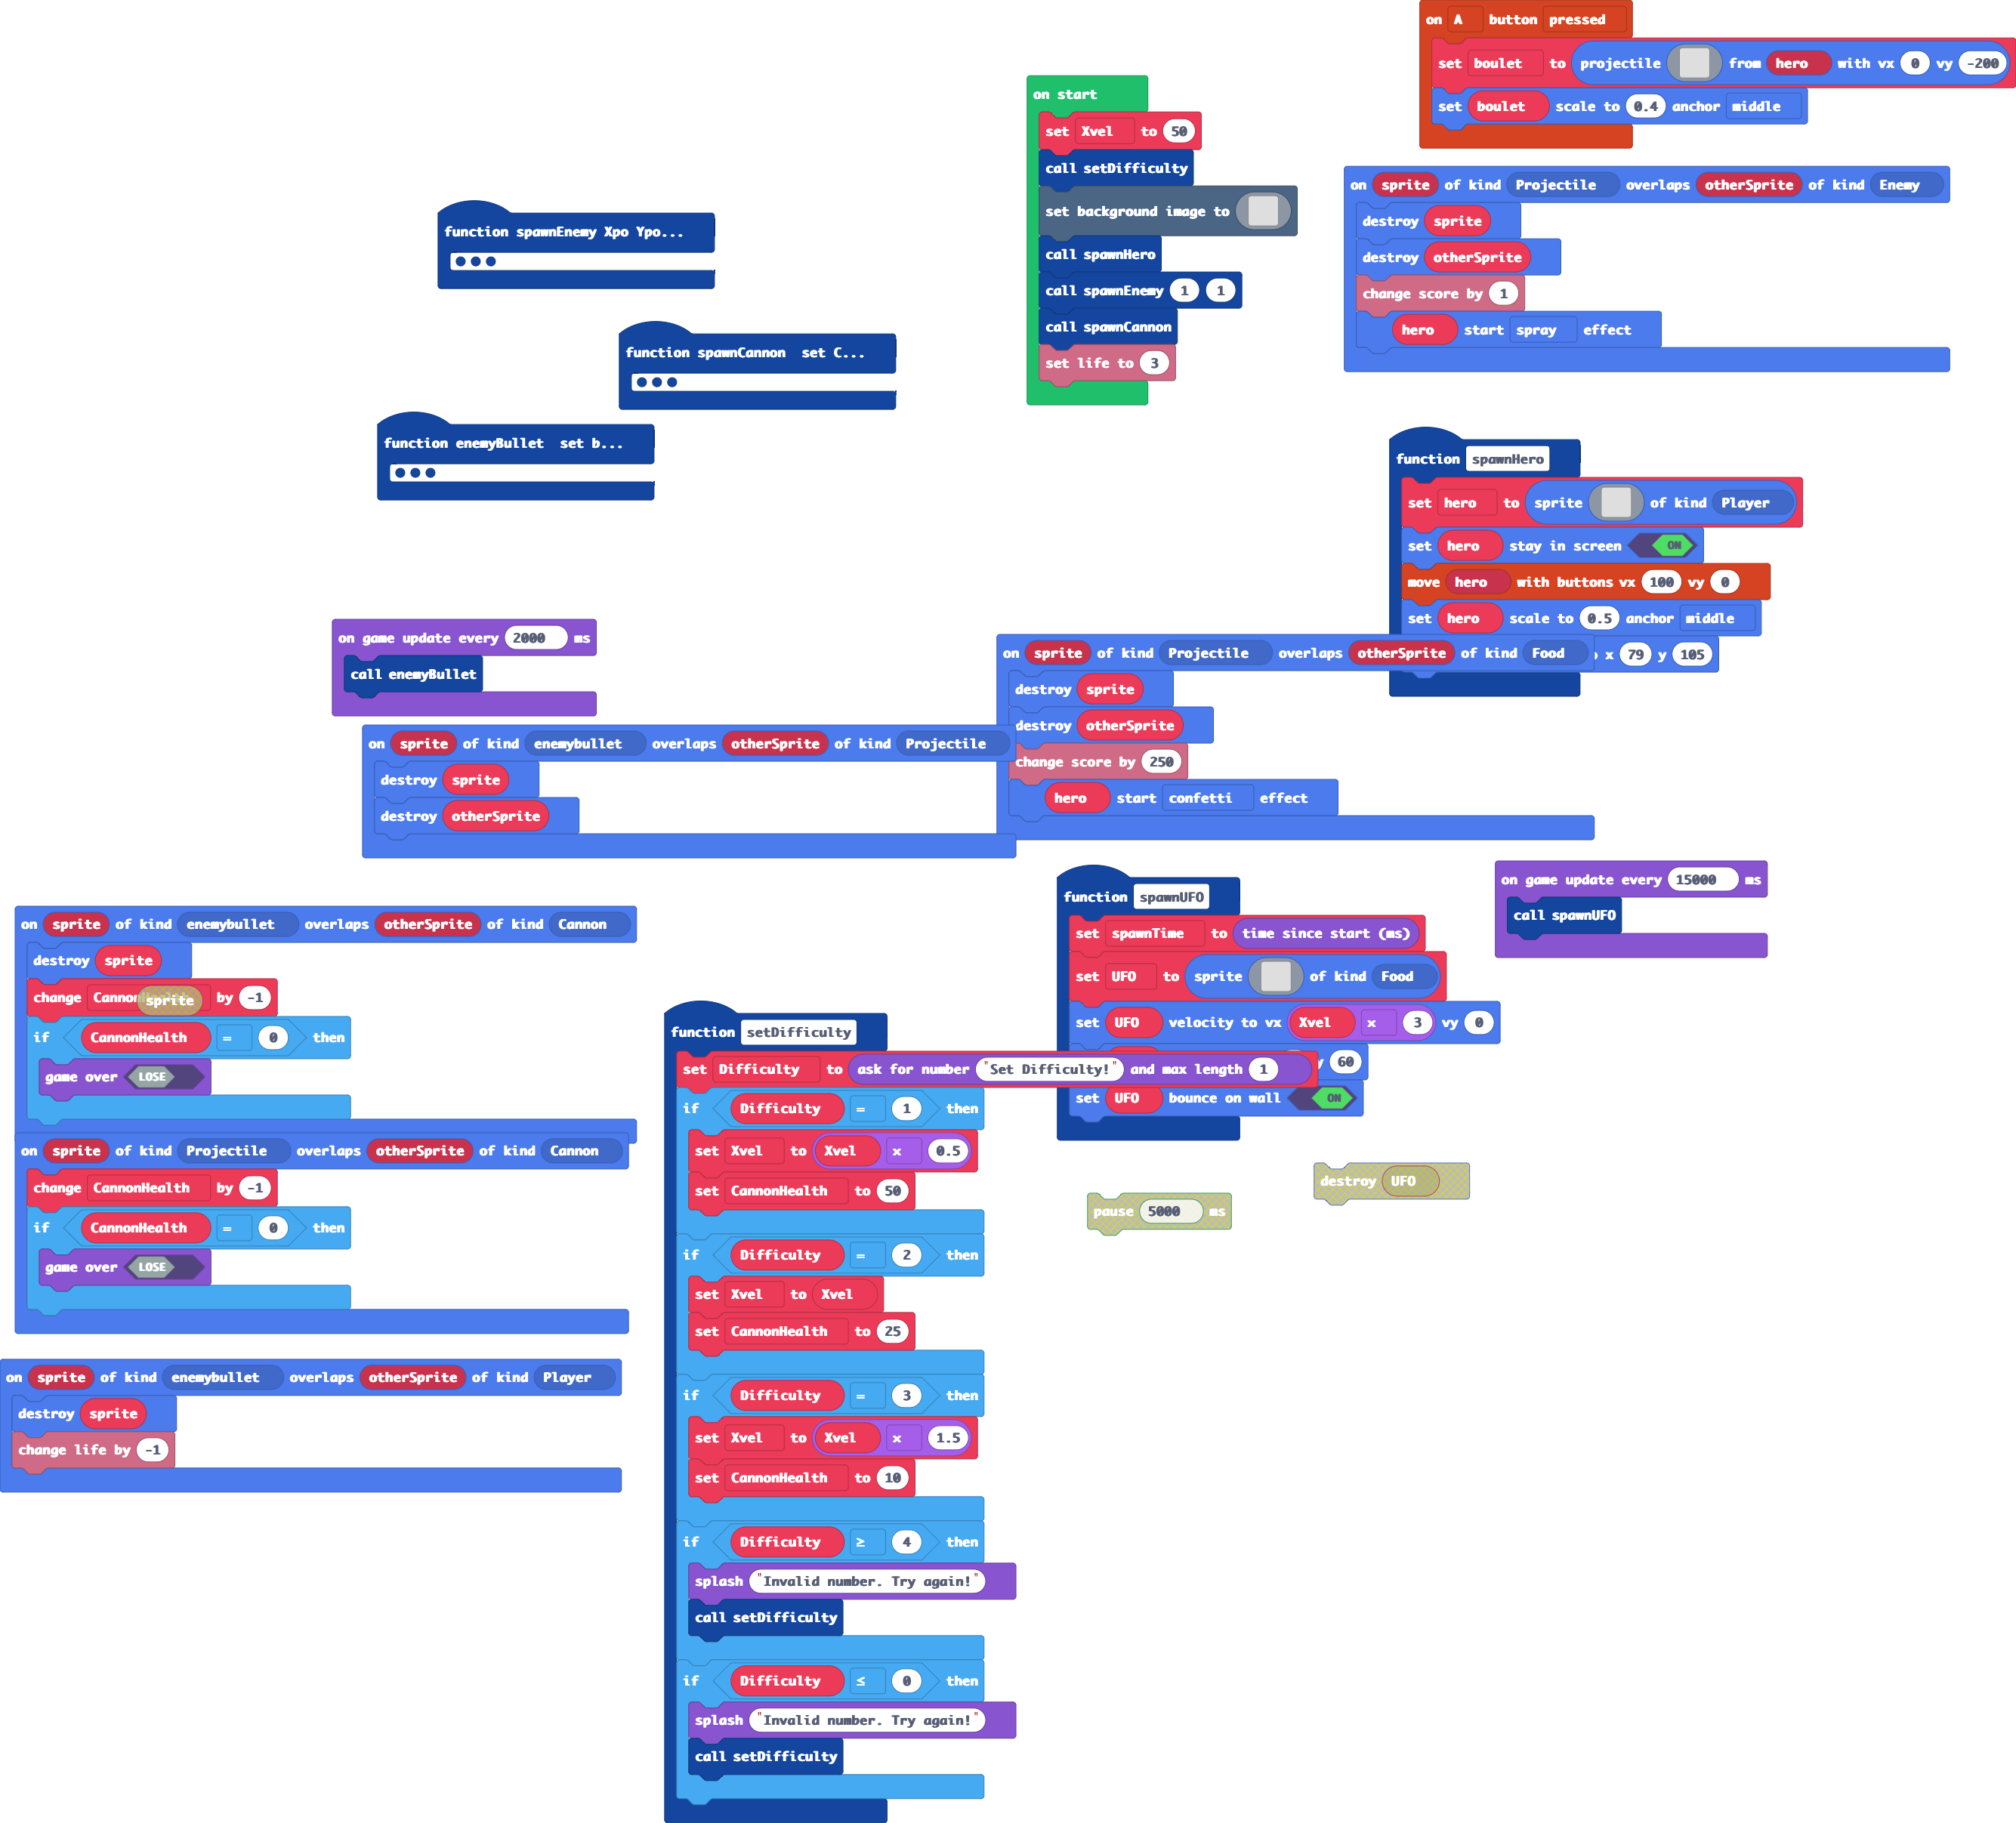 on A button pressed
set boulet to projectile from hero with vx 0 vy -200
set boulet scale to 0.4 anchor middle
on start
set Xvel to 50
call setDifficulty
set background image to
call spawnHero
call spawnEnemy 1 1
call spawnCannon
set life to 3
on sprite of kind Projectile overlaps otherSprite of kind Enemy
destroy sprite
destroy otherSprite
change score by 1
hero start spray effect
function spawnEnemy Xpo Ypo...
function spawnCannon set C...
function enemyBullet set b...
function spawnHero
set hero to sprite of kind Player
set hero stay in screen ON
move hero with buttons vx 100 vy 0
set hero scale to 0.5 anchor middle
x 79 y 105
on game update every 2000 ms
call enemyBullet
on sprite of kind Projectile overlaps otherSprite of kind Food
destroy sprite
destroy otherSprite
change score by 250
hero start confetti effect
on sprite of kind enemybullet overlaps otherSprite of kind Projectile
destroy sprite
destroy otherSprite
function spawnUFO
set spawnTime to time since start (ms)
set UFO to sprite of kind Food
set UFO velocity to vx Xvel x 3 vy 0
y 60
set UFO bounce on wall ON
on game update every 15000 ms
call spawnUFO
on sprite of kind enemybullet overlaps otherSprite of kind Cannon
destroy sprite
change Cannon by -1
sprite
if CannonHealth = 0 then
game over LOSE
on sprite of kind Projectile overlaps otherSprite of kind Cannon
change CannonHealth by -1
if CannonHealth = 0 then
game over LOSE
on sprite of kind enemybullet overlaps otherSprite of kind Player
destroy sprite
change life by -1
function setDifficulty
set Difficulty to ask for number "Set Difficulty!" and max length 1
if Difficulty = 1 then
set Xvel to Xvel x 0.5
set CannonHealth to 50
if Difficulty = 2 then
set Xvel to Xvel
set CannonHealth to 25
if Difficulty = 3 then
set Xvel to Xvel x 1.5
set CannonHealth to 10
if Difficulty ≥ 4 then
splash "Invalid number. Try again!"
call setDifficulty
if Difficulty ≤ 0 then
splash "Invalid number. Try again!"
call setDifficulty
destroy UFO
pause 5000 ms